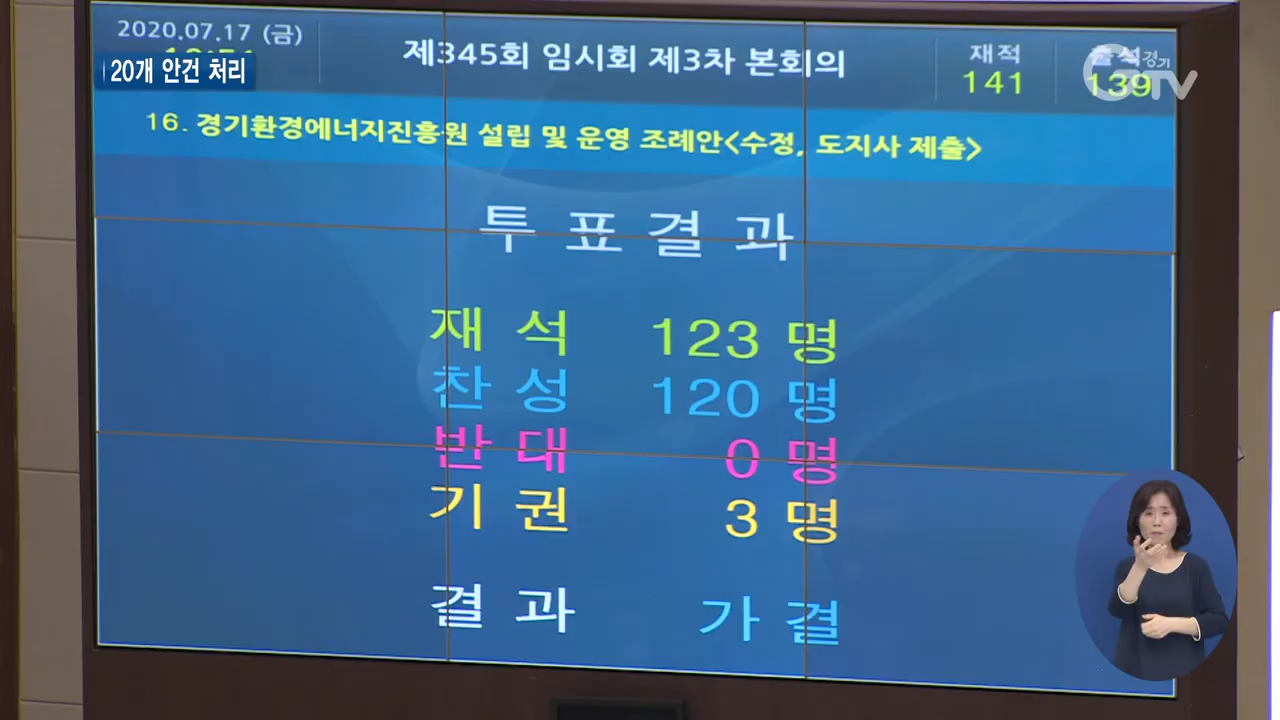 2020.07.17 (금)
20개 안건 처리
제345회 임시회 제3차 본회의
재적
141
출석
139
경기
GTV
16. 경기환경에너지진흥원 설립 및 운영 조례안<수정, 도지사 제출>
투 표 결 과
재 석 123 명
찬 성 120 명
반 대 0 명
기 권 3 명
결 과 가 결